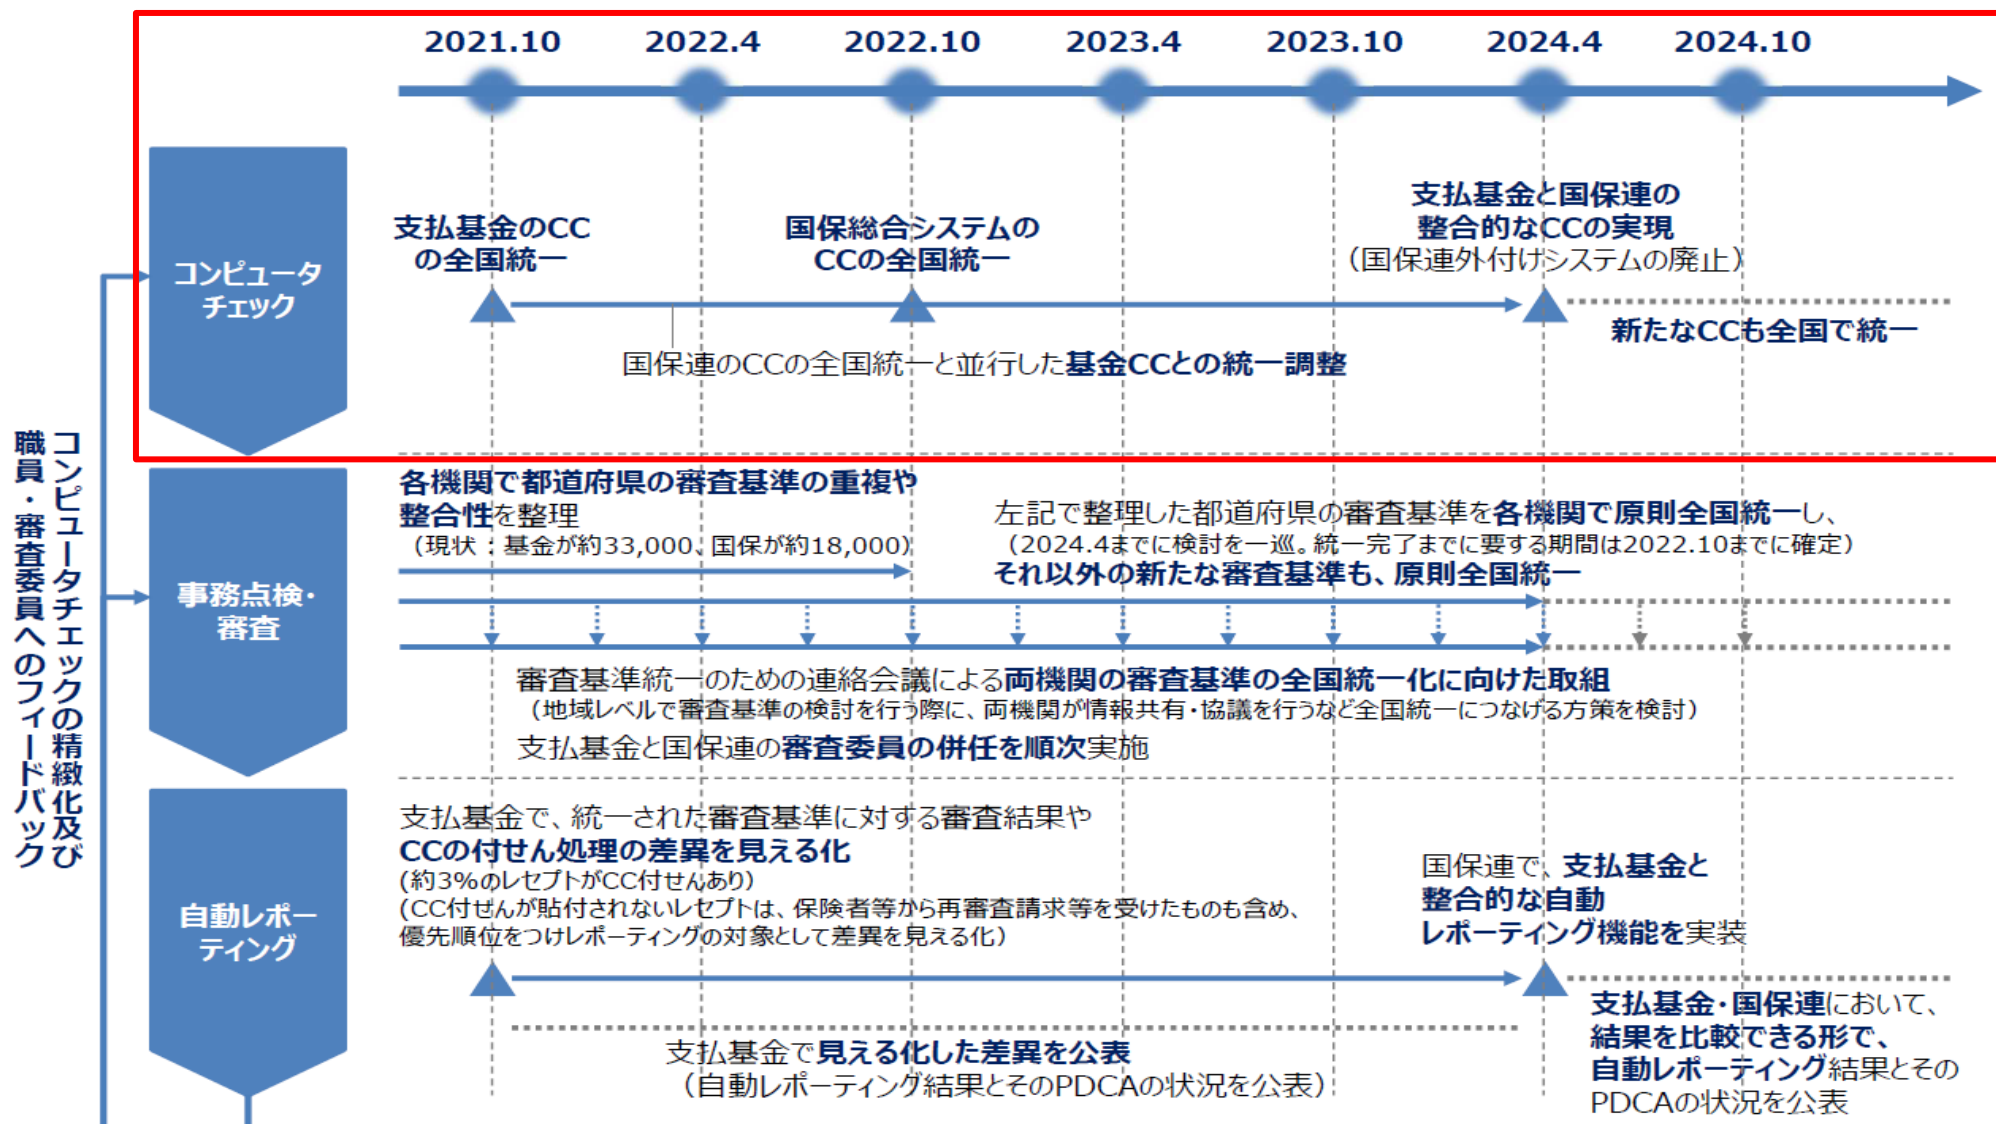 2021.10
2022.4
2022.10
2023.4
2023.10
2024.4
2024.10
コンピュータ
チェック
支払基金のCC
の全国統一
国保総合システムの
CCの全国統一
支払基金と国保連の
整合的なCCの実現
（国保連外付けシステムの廃止）
新たなCCも全国で統一
国保連のCCの全国統一と並行した基金CCとの統一調整
コンピュータチェックの精緻化及び
職員・審査委員へのフィードバック
事務点検・
審査
各機関で都道府県の審査基準の重複や
整合性を整理
（現状：基金が約33,000、国保が約18,000）
左記で整理した都道府県の審査基準を各機関で原則全国統一し、
（2024.4までに検討を一巡。統一完了までに要する期間は2022.10までに確定）
それ以外の新たな審査基準も、原則全国統一
審査基準統一のための連絡会議による両機関の審査基準の全国統一化に向けた取組
（地域レベルで審査基準の検討を行う際に、両機関が情報共有・協議を行うなど全国統一につなげる方策を検討）
支払基金と国保連の審査委員の併任を順次実施
自動レポー
ティング
支払基金で、統一された審査基準に対する審査結果や
CCの付せん処理の差異を見える化
(約3%のレセプトがCC付せんあり)
(CC付せんが貼付されないレセプトは、保険者等から再審査請求等を受けたものも含め、
優先順位をつけレポーティングの対象として差異を見える化)
国保連で、支払基金と
整合的な自動
レポーティング機能を実装
支払基金で見える化した差異を公表
（自動レポーティング結果とそのPDCAの状況を公表）
支払基金・国保連において、
結果を比較できる形で、
自動レポーティング結果とその
PDCAの状況を公表